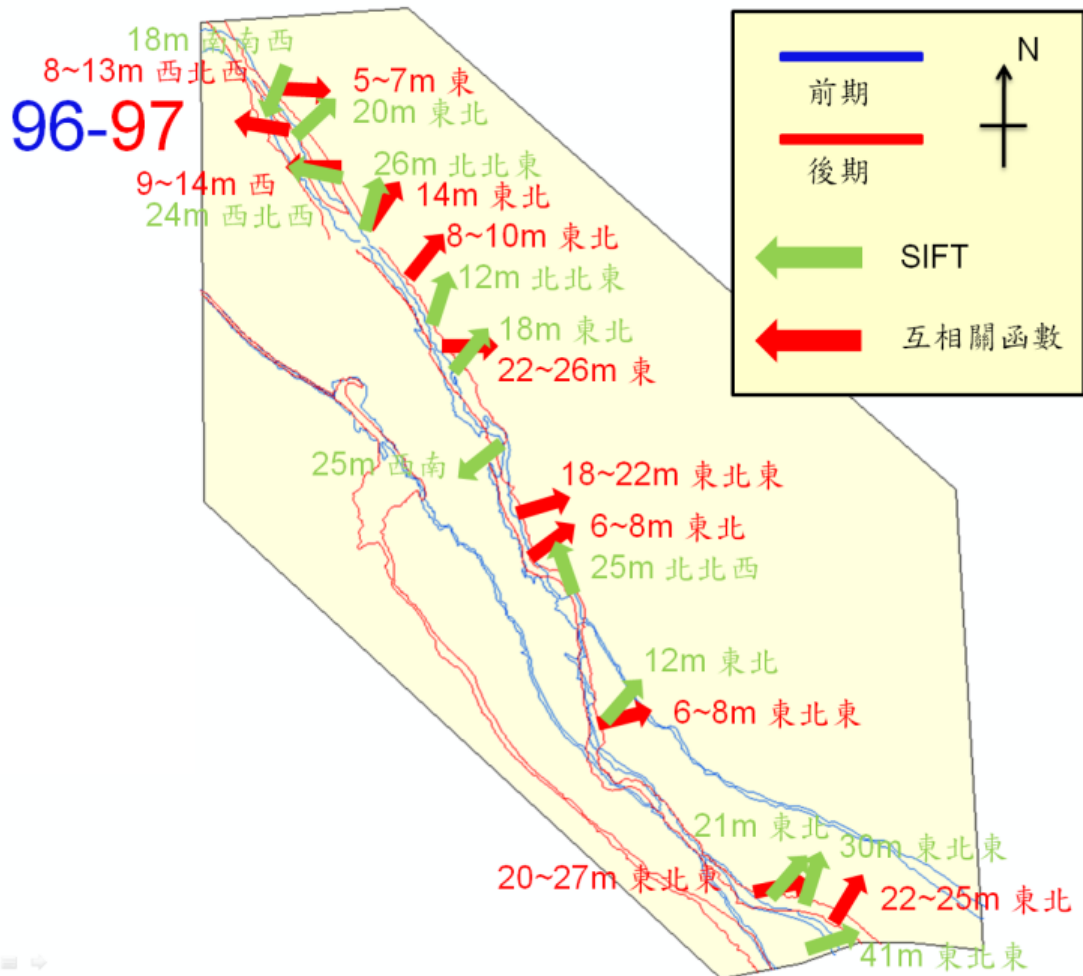 18m 南南西
8~13m 西北西
96-97
5~7m 東
20m 東北
9~14m 西
24m 西北西
26m 北北東
14m 東北
8~10m 東北
12m 北北東
18m 東北
22~26m 東
25m 西南
18~22m 東北東
6~8m 東北
25m 北北西
12m 東北
6~8m 東北東
21m 東北
30m 東北東
20~27m 東北東
22~25m 東北
41m 東北東
N
前期
後期
SIFT
互相關函數